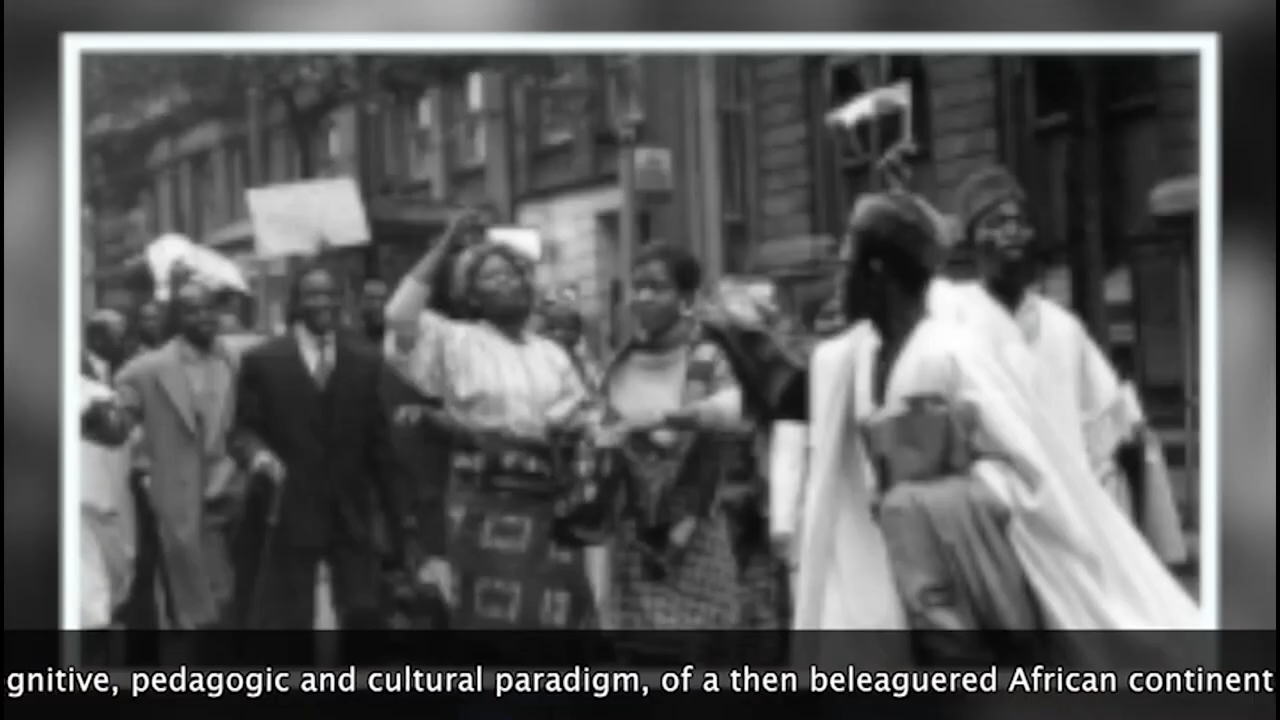 gnitive, pedagogic and cultural paradigm, of a then beleaguered African continent